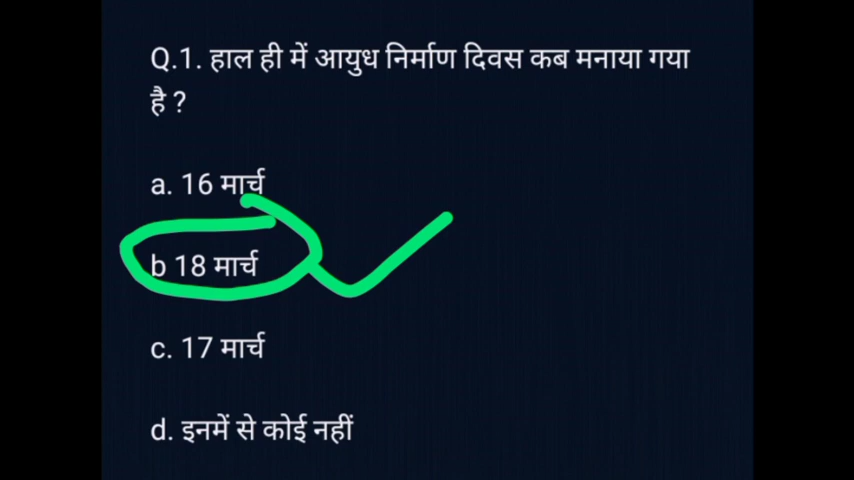 Q.1. हाल ही में आयुध निर्माण दिवस कब मनाया गया
है ?
a. 16 मार्च
b 18 मार्च
c. 17 मार्च
d. इनमें से कोई नहीं